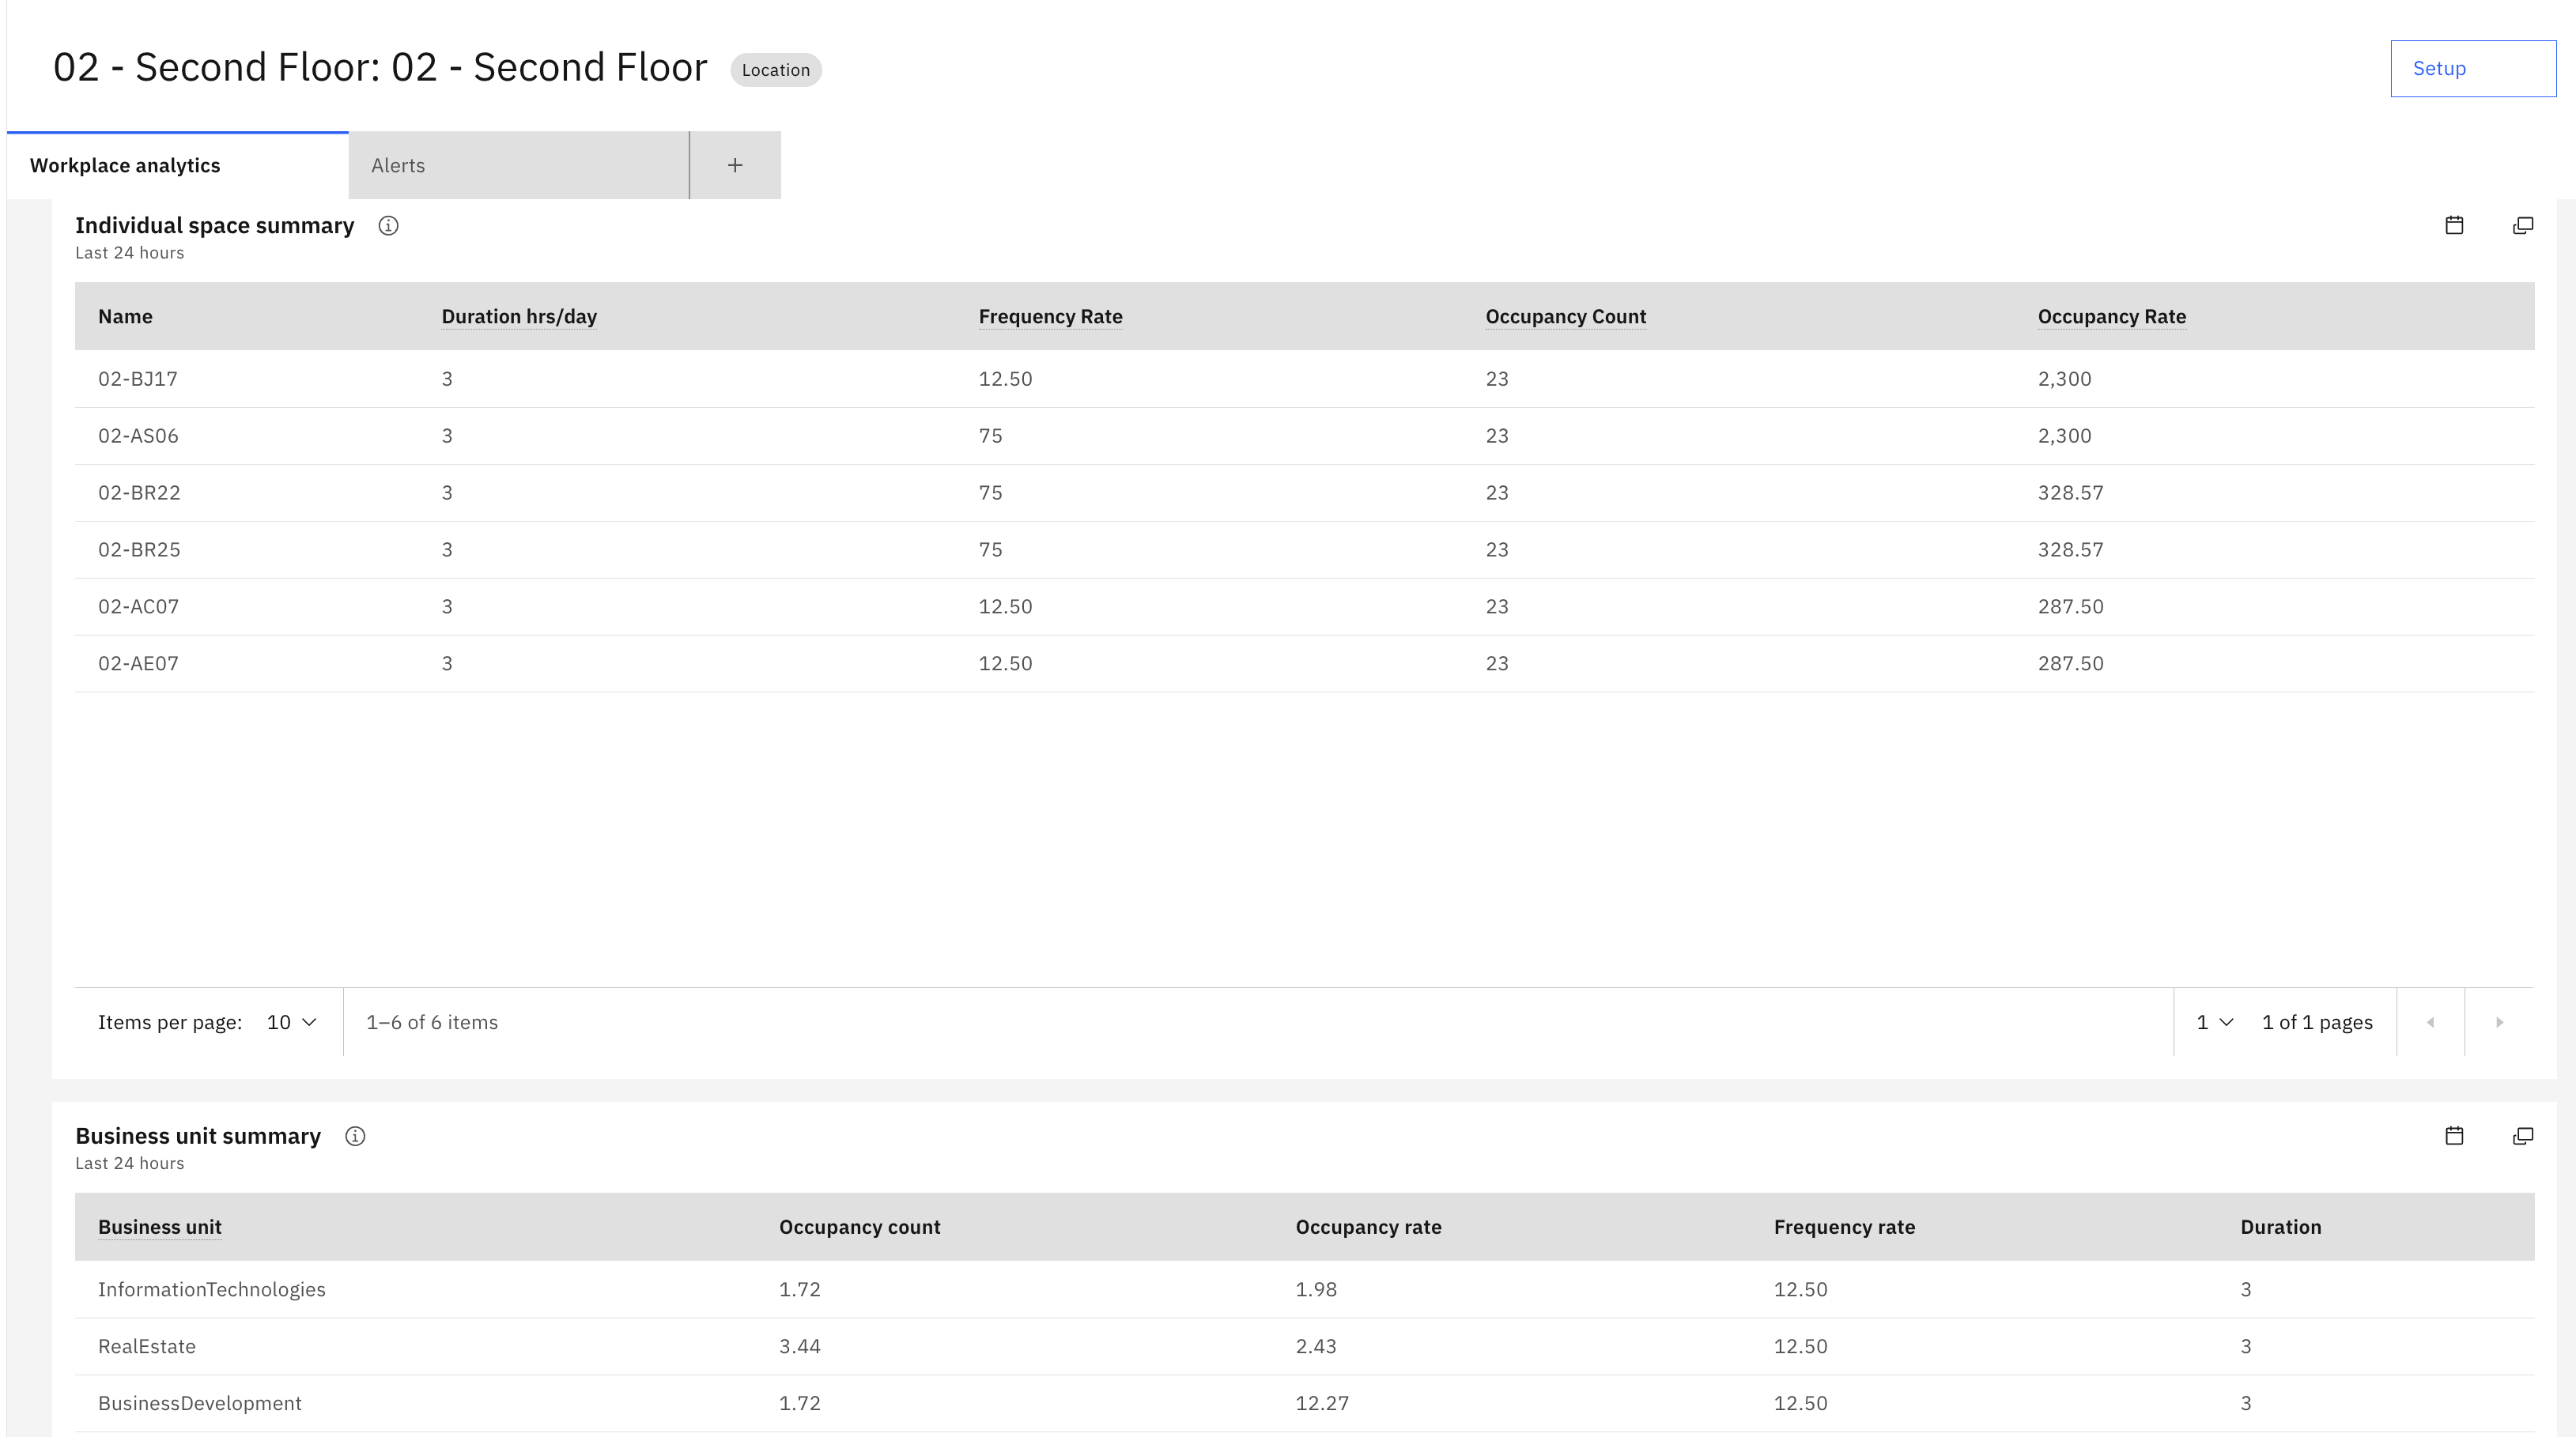 02 - Second Floor: 02 - Second Floor Location
Setup
Workplace analytics Alerts +
Individual space summary
Last 24 hours
Name Duration hrs/day Frequency Rate Occupancy Count Occupancy Rate
02-BJ17 3 12.50 23 2,300
02-AS06 3 75 23 2,300
02-BR22 3 75 23 328.57
02-BR25 3 75 23 328.57
02-AC07 3 12.50 23 287.50
02-AE07 3 12.50 23 287.50
Items per page: 10 1–6 of 6 items 1 1 of 1 pages
Business unit summary
Last 24 hours
Business unit Occupancy count Occupancy rate Frequency rate Duration
InformationTechnologies 1.72 1.98 12.50 3
RealEstate 3.44 2.43 12.50 3
BusinessDevelopment 1.72 12.27 12.50 3